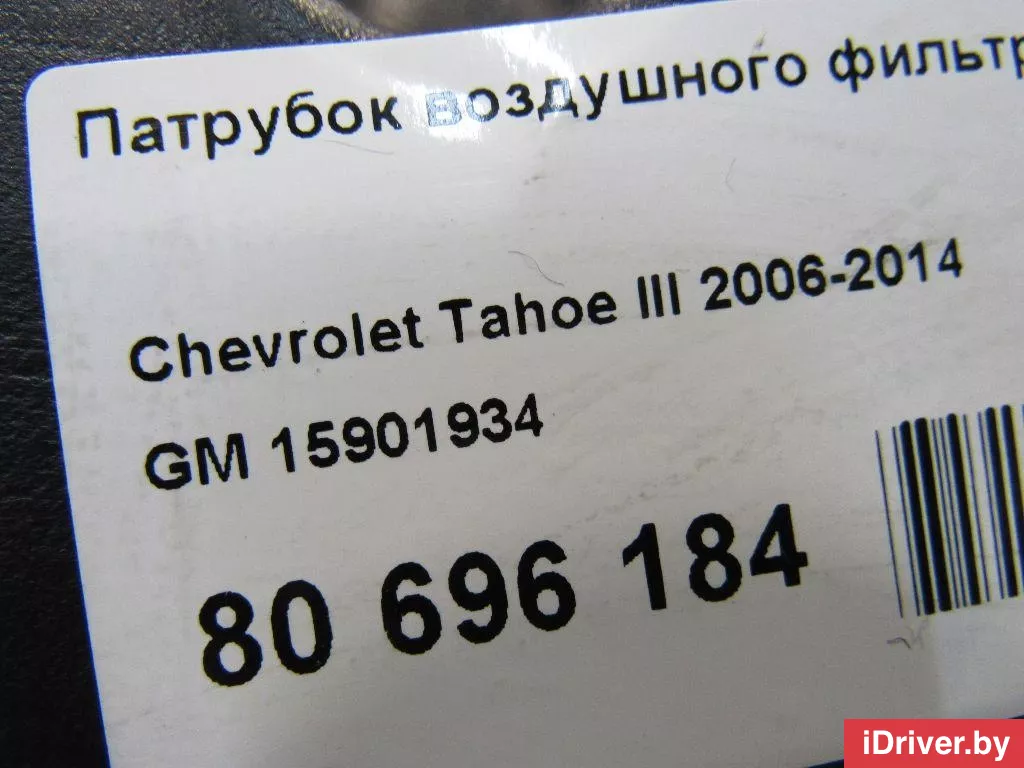 Патрубок воздушного фильтр
Chevrolet Tahoe III 2006-2014
GM 15901934
80 696 184
iDriver.by